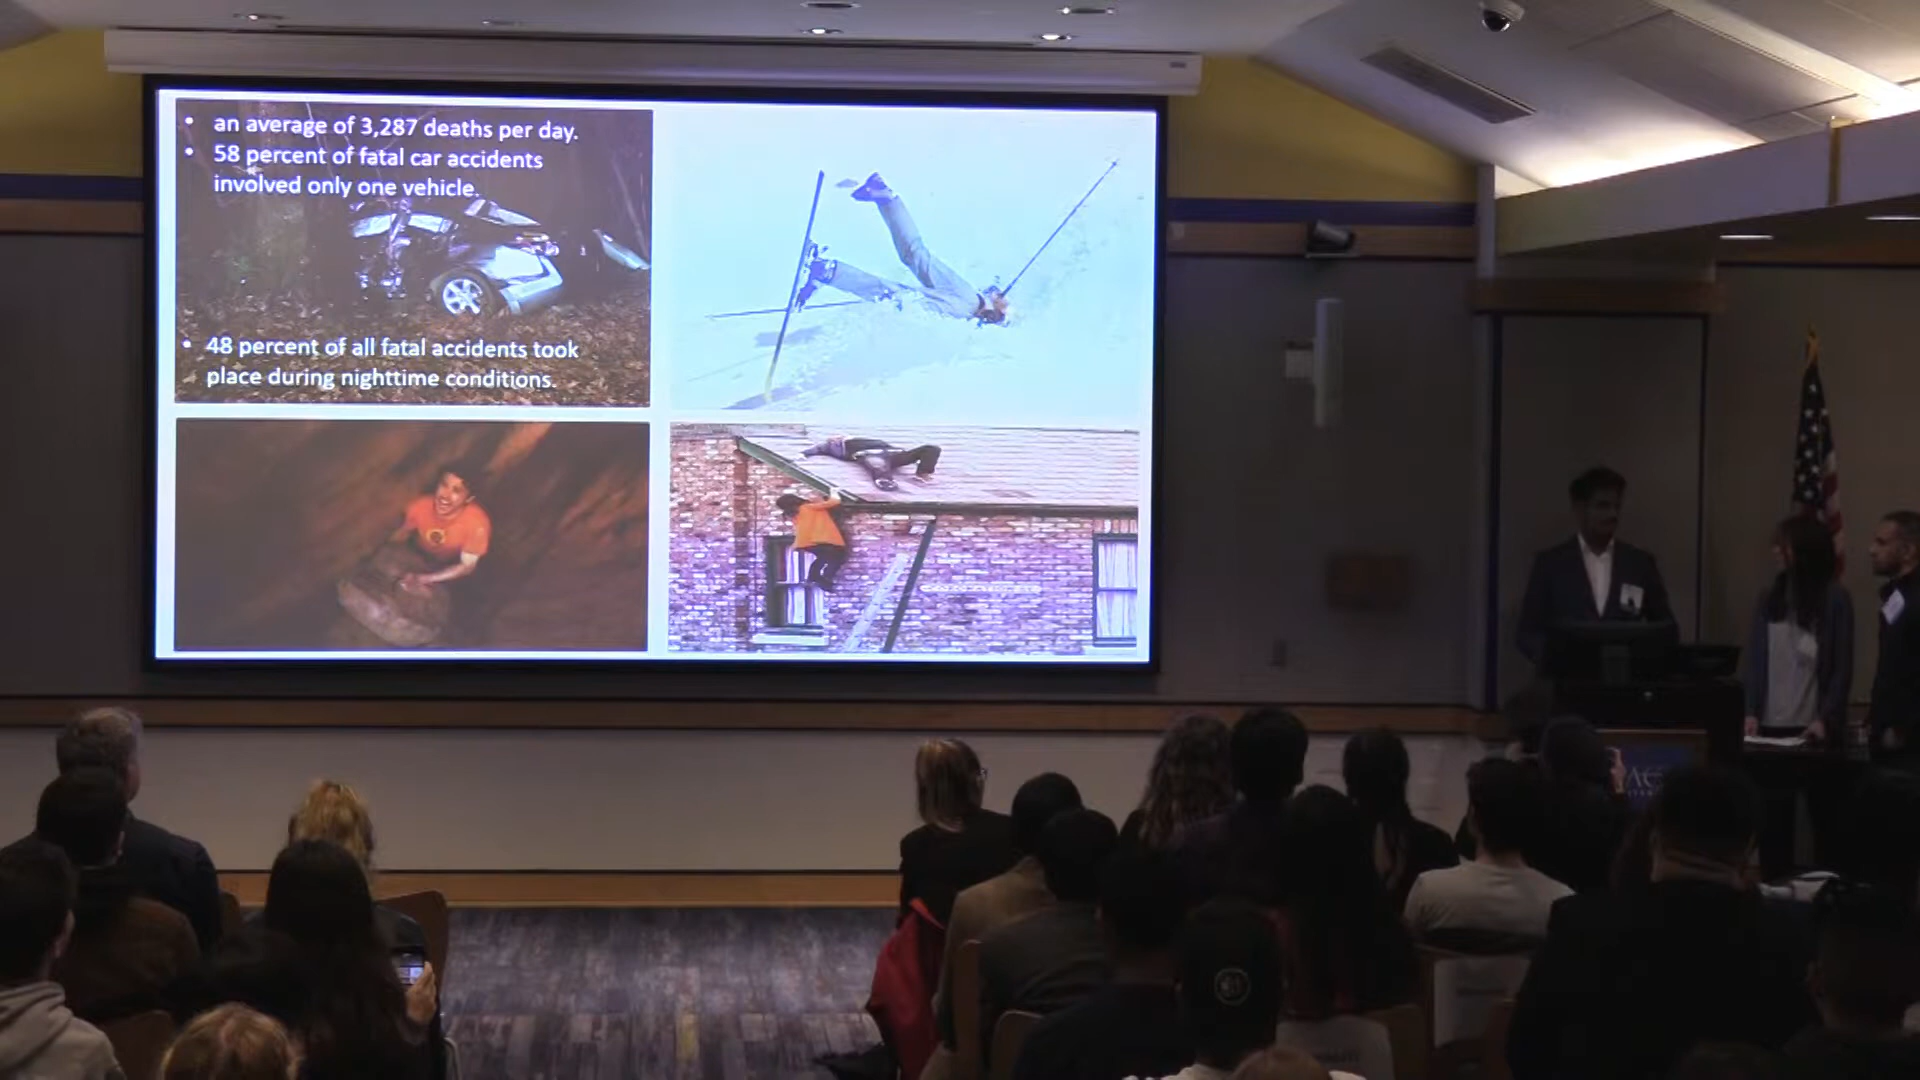 • an average of 3,287 deaths per day.
• 58 percent of fatal car accidents
involved only one vehicle.
• 48 percent of all fatal accidents took
place during nighttime conditions.